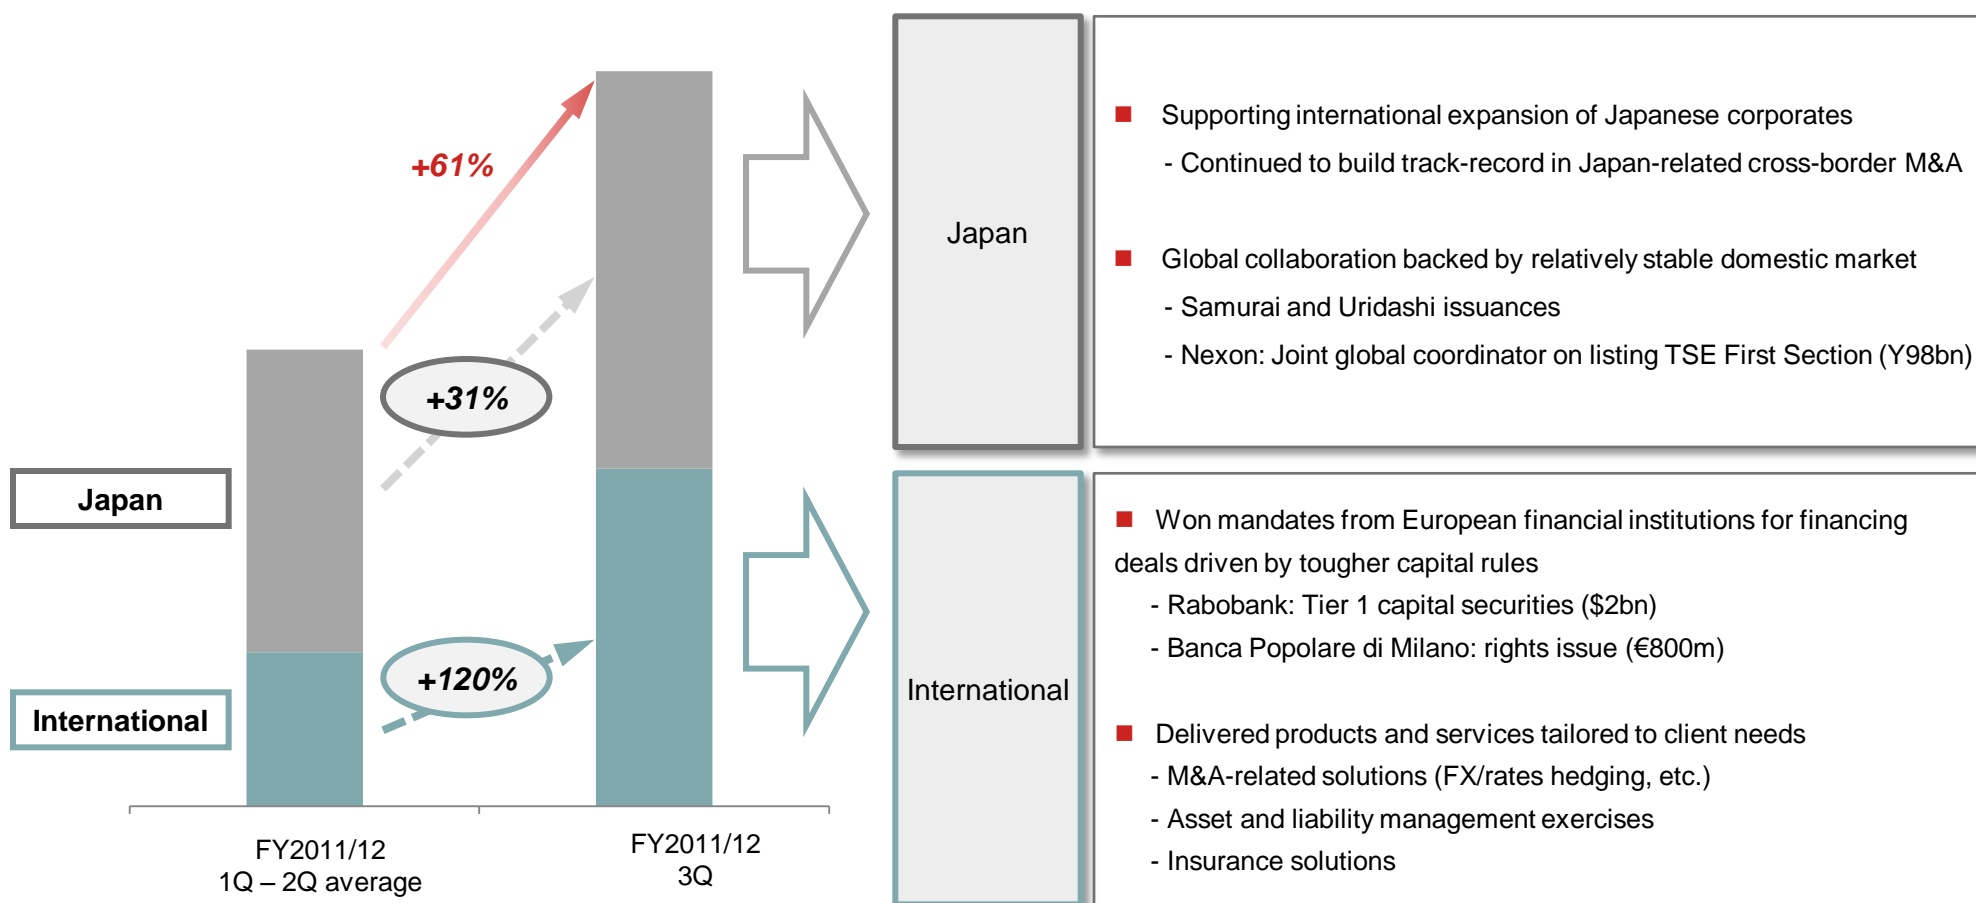 +61%
+31%
+120%
Japan
International
FY2011/12
1Q – 2Q average
FY2011/12
3Q
Japan
Supporting international expansion of Japanese corporates
- Continued to build track-record in Japan-related cross-border M&A
Global collaboration backed by relatively stable domestic market
- Samurai and Uridashi issuances
- Nexon: Joint global coordinator on listing TSE First Section (Y98bn)
International
Won mandates from European financial institutions for financing
deals driven by tougher capital rules
- Rabobank: Tier 1 capital securities ($2bn)
- Banca Popolare di Milano: rights issue (€800m)
Delivered products and services tailored to client needs
- M&A-related solutions (FX/rates hedging, etc.)
- Asset and liability management exercises
- Insurance solutions